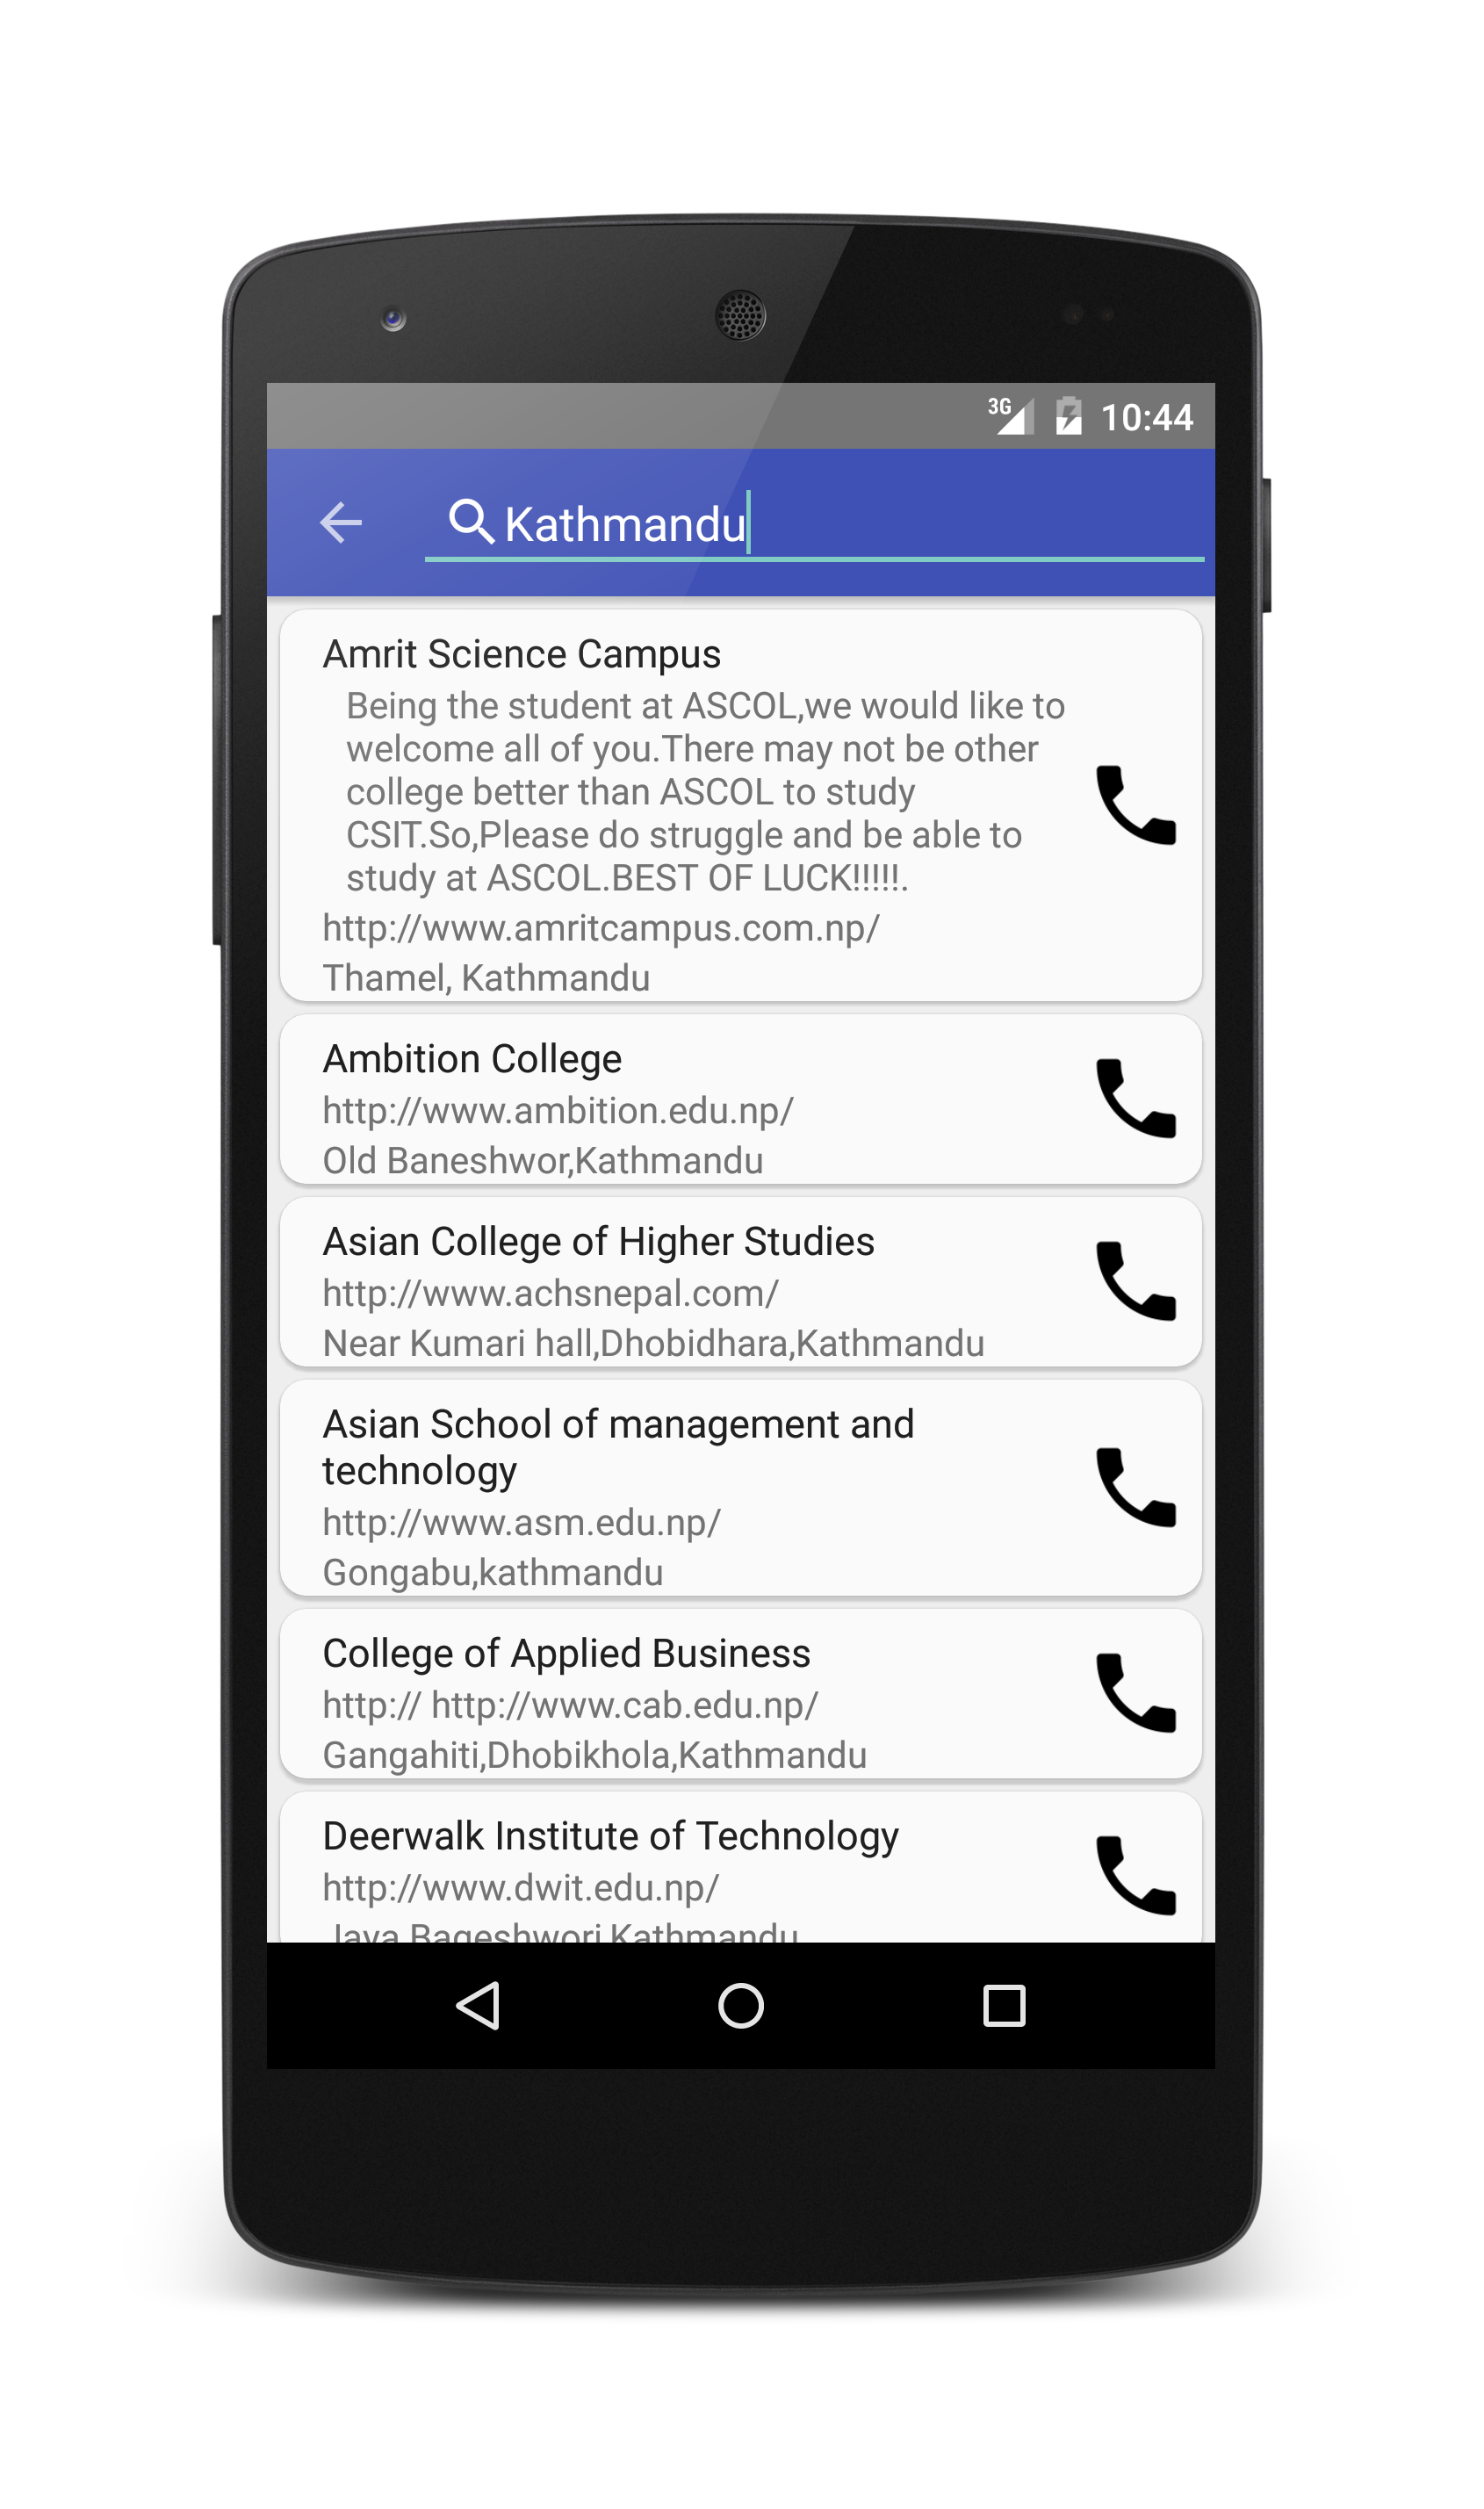 3G 10:44
Kathmandu
Amrit Science Campus
Being the student at ASCOL,we would like to
welcome all of you.There may not be other
college better than ASCOL to study
CSIT.So,Please do struggle and be able to
study at ASCOL.BEST OF LUCK!!!!!.
http://www.amritcampus.com.np/
Thamel, Kathmandu
Ambition College
http://www.ambition.edu.np/
Old Baneshwor,Kathmandu
Asian College of Higher Studies
http://www.achsnepal.com/
Near Kumari hall,Dhobidhara,Kathmandu
Asian School of management and
technology
http://www.asm.edu.np/
Gongabu,kathmandu
College of Applied Business
http:// http://www.cab.edu.np/
Gangahiti,Dhobikhola,Kathmandu
Deerwalk Institute of Technology
http://www.dwit.edu.np/
Jaya Bageshwori,Kathmandu